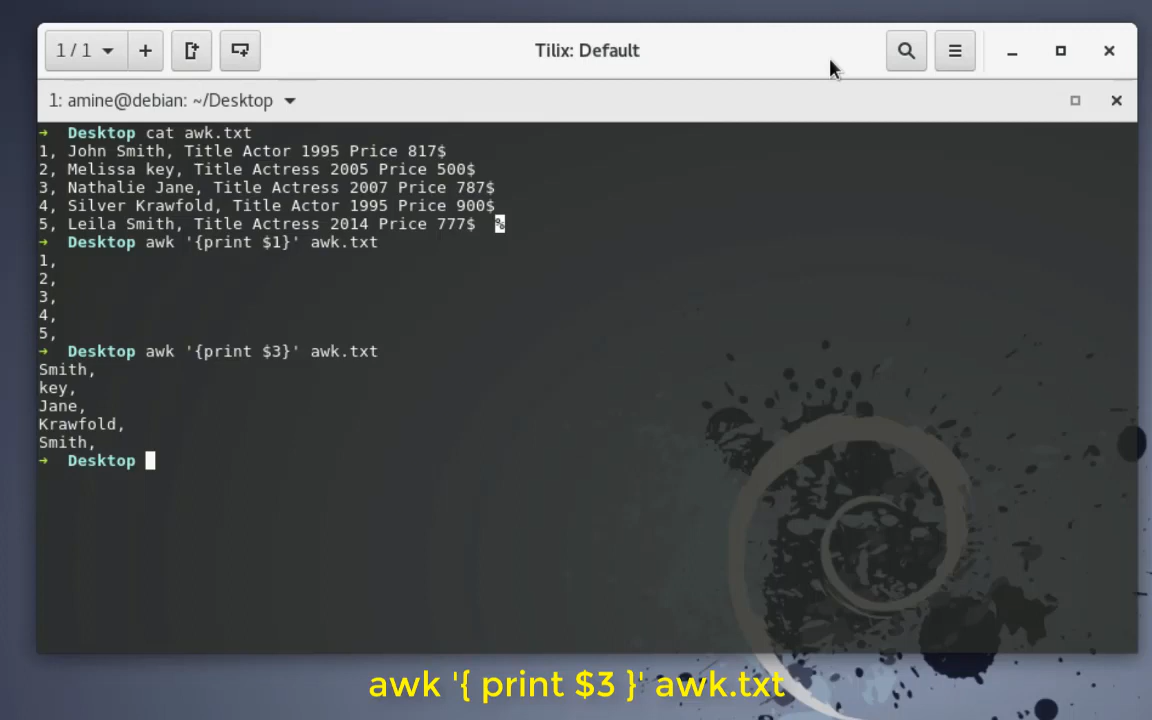 1 / 1
Tilix: Default
1: amine@debian: ~/Desktop
→ Desktop cat awk.txt
1, John Smith, Title Actor 1995 Price 817$
2, Melissa key, Title Actress 2005 Price 500$
3, Nathalie Jane, Title Actress 2007 Price 787$
4, Silver Krawfold, Title Actor 1995 Price 900$
5, Leila Smith, Title Actress 2014 Price 777$ %
→ Desktop awk '{print $1}' awk.txt
1,
2,
3,
4,
5,
→ Desktop awk '{print $3}' awk.txt
Smith,
key,
Jane,
Krawfold,
Smith,
→ Desktop
awk '{ print $3 }' awk.txt